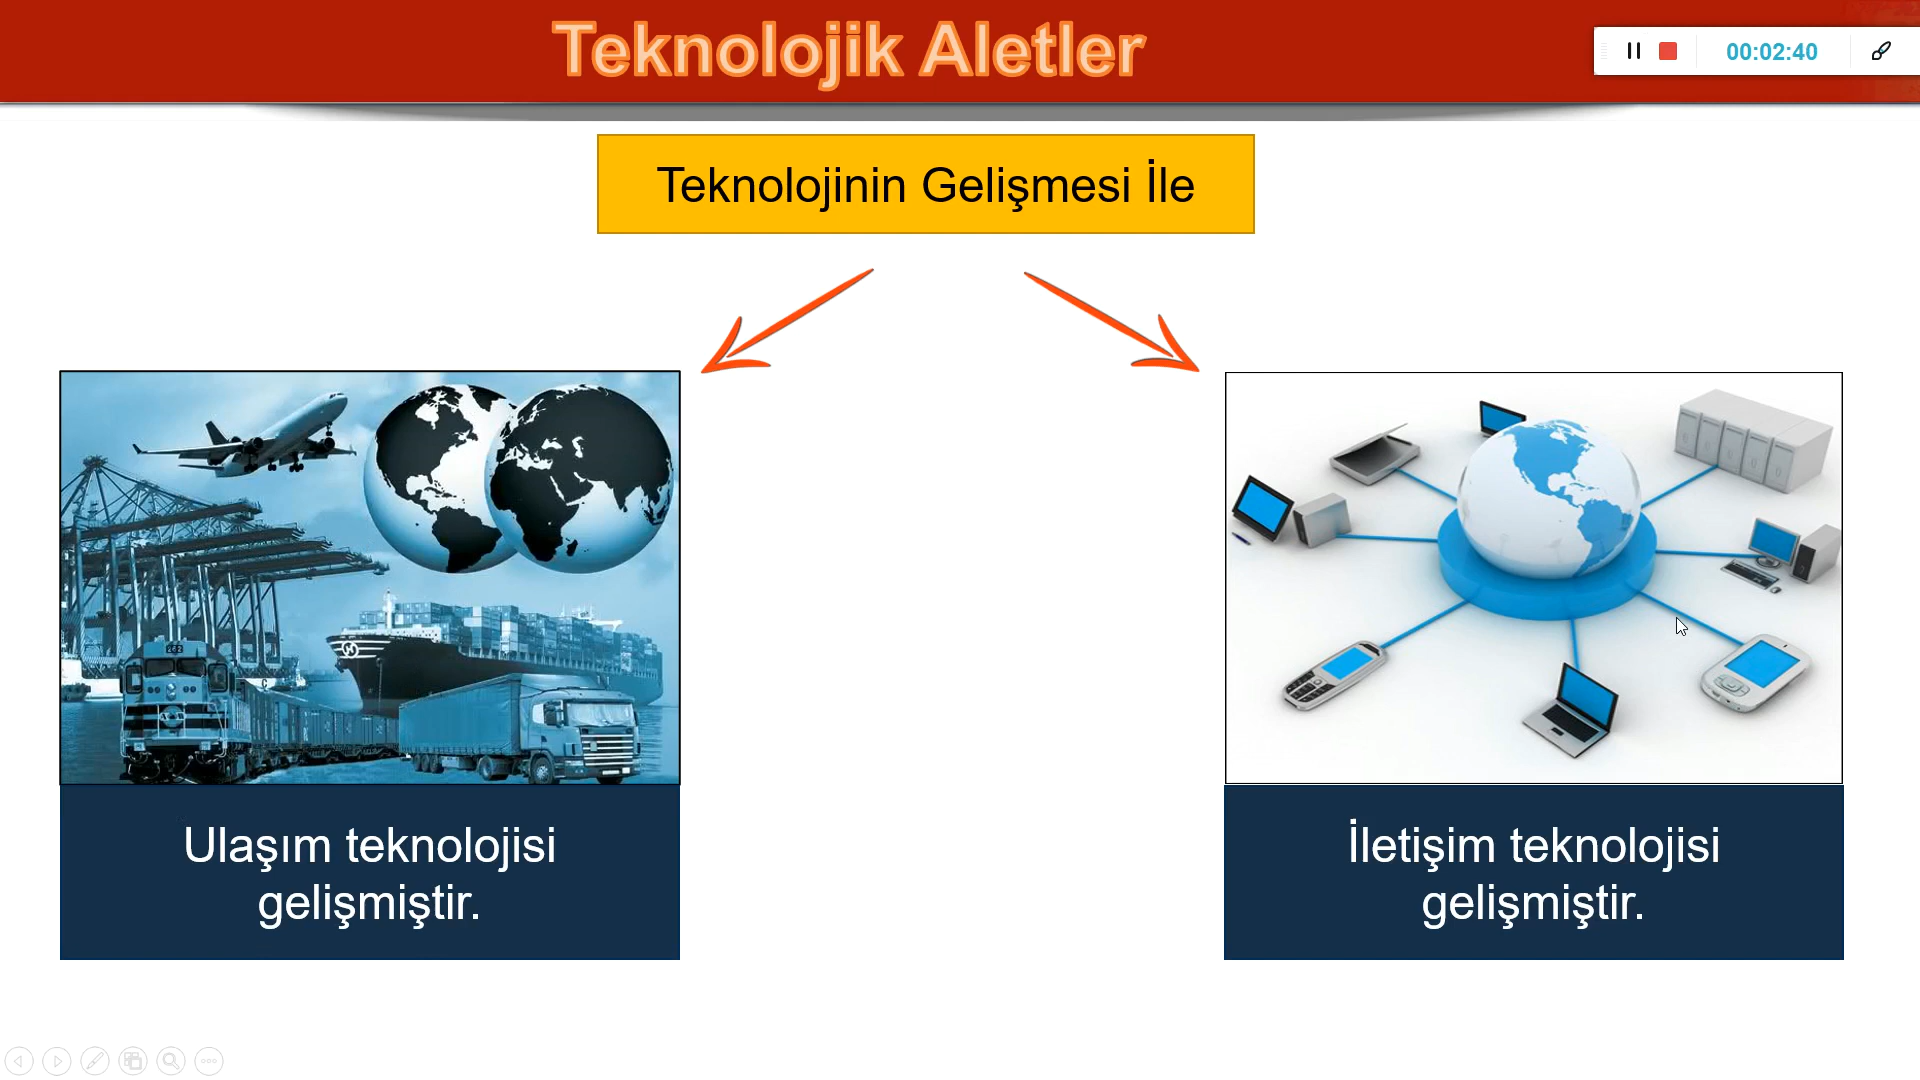 Teknolojik Aletler
00:02:40
Teknolojinin Gelişmesi İle
Ulaşım teknolojisi
gelişmiştir.
İletişim teknolojisi
gelişmiştir.